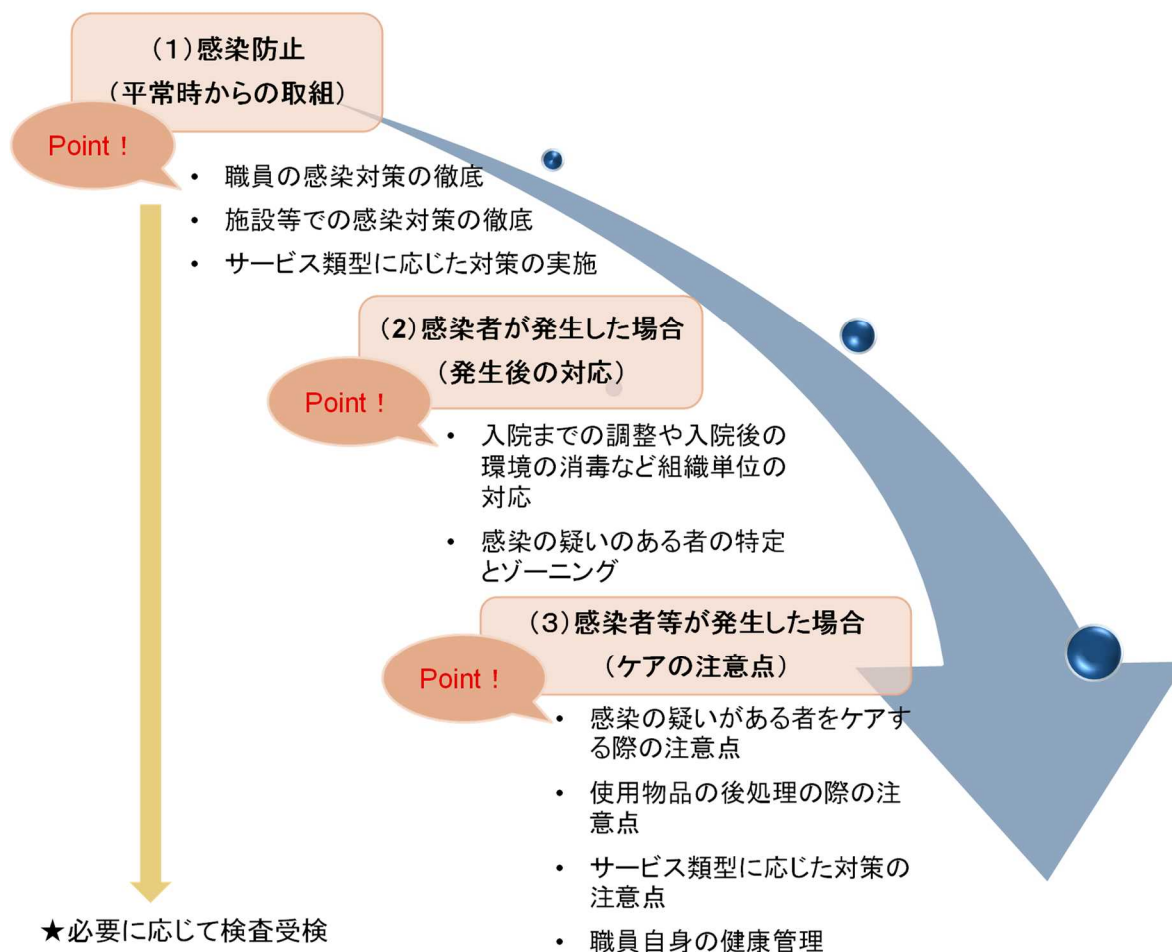 （1）感染防止
（平常時からの取組）
Point！
• 職員の感染対策の徹底
• 施設等での感染対策の徹底
• サービス類型に応じた対策の実施
（2）感染者が発生した場合
（発生後の対応）
Point！
• 入院までの調整や入院後の
環境の消毒など組織単位の
対応
• 感染の疑いのある者の特定
とゾーニング
（3）感染者等が発生した場合
（ケアの注意点）
Point！
• 感染の疑いがある者をケアす
る際の注意点
• 使用物品の後処理の際の注
意点
• サービス類型に応じた対策の
注意点
• 職員自身の健康管理
★必要に応じて検査受検